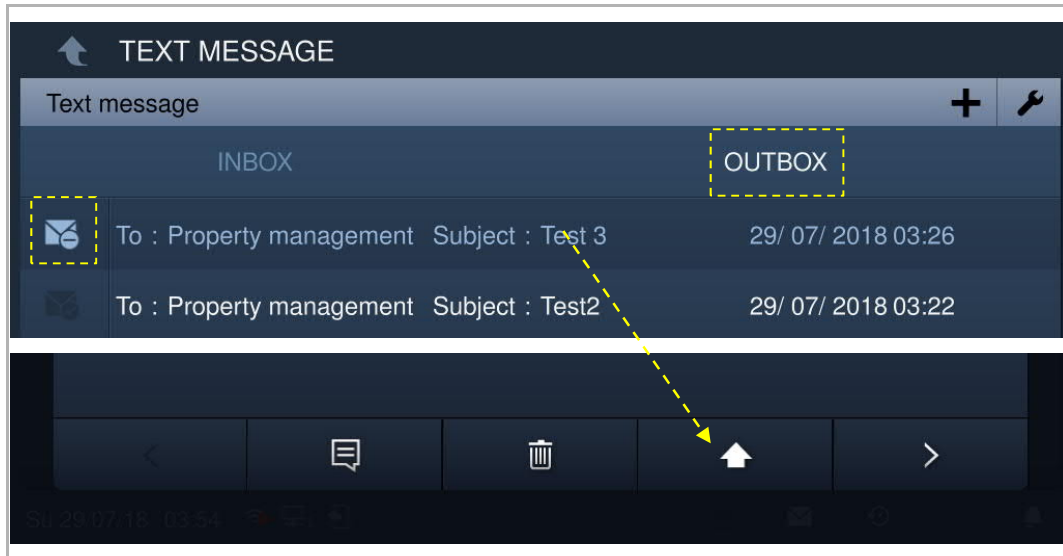 TEXT MESSAGE
Text message
INBOX OUTBOX
To : Property management Subject : Test 3 29/ 07/ 2018 03:26
To : Property management Subject : Test2 29/ 07/ 2018 03:22
Su 29/07/18 03:54